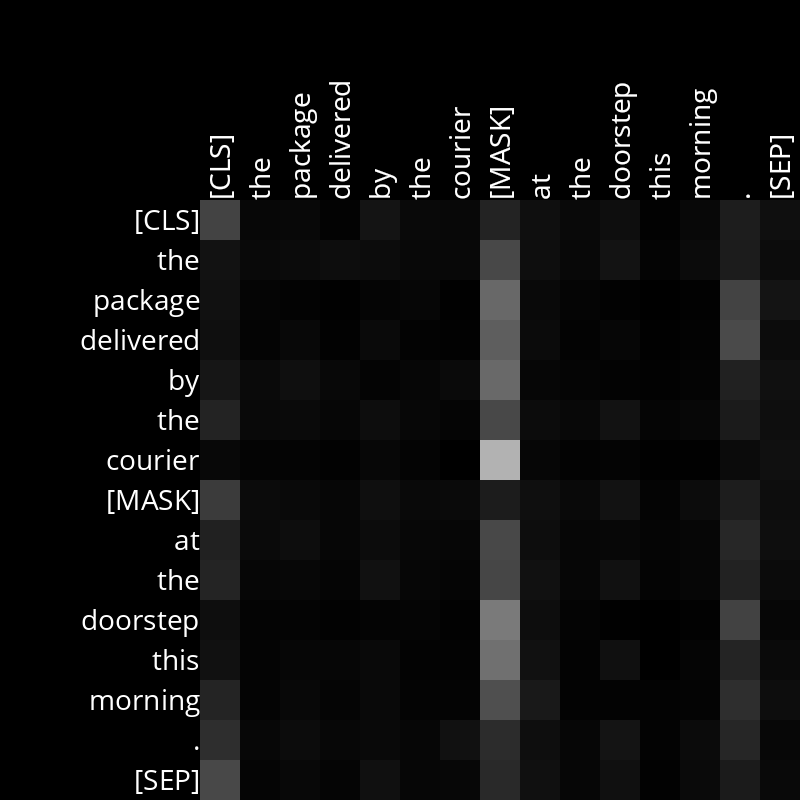 [CLS] the package delivered by the courier [MASK] at the doorstep this morning . [SEP]
[CLS]
the
package
delivered
by
the
courier
[MASK]
at
the
doorstep
this
morning
.
[SEP]